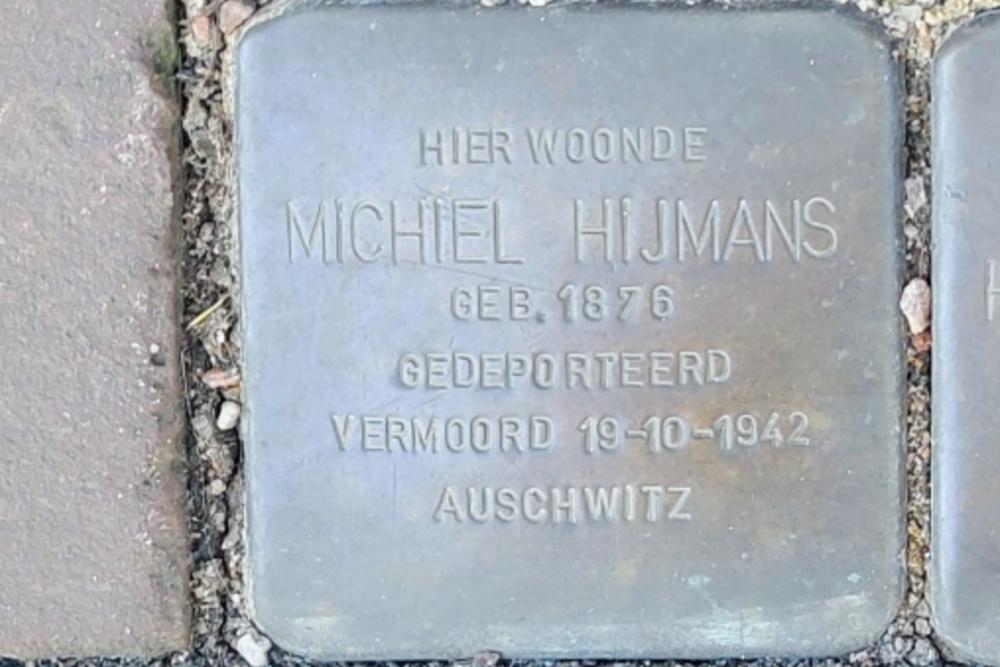 HIER WOONDE
MICHIEL HIJMANS
GEB. 1876
GEDEPORTEERD
VERMOORD 19-10-1942
AUSCHWITZ